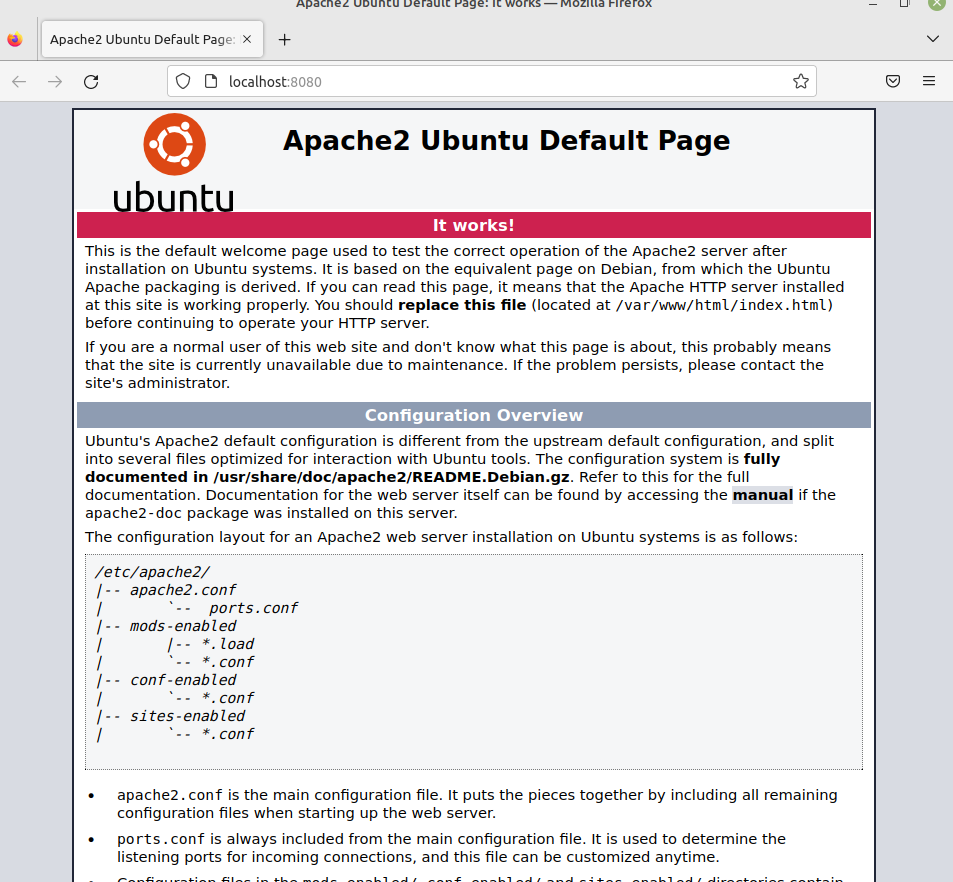 Apache2 Ubuntu Default Page: It works — Mozilla Firefox
Apache2 Ubuntu Default Page:
localhost:8080
ubuntu
Apache2 Ubuntu Default Page
It works!
This is the default welcome page used to test the correct operation of the Apache2 server after
installation on Ubuntu systems. It is based on the equivalent page on Debian, from which the Ubuntu
Apache packaging is derived. If you can read this page, it means that the Apache HTTP server installed
at this site is working properly. You should replace this file (located at /var/www/html/index.html)
before continuing to operate your HTTP server.
If you are a normal user of this web site and don't know what this page is about, this probably means
that the site is currently unavailable due to maintenance. If the problem persists, please contact the
site's administrator.
Configuration Overview
Ubuntu's Apache2 default configuration is different from the upstream default configuration, and split
into several files optimized for interaction with Ubuntu tools. The configuration system is fully
documented in /usr/share/doc/apache2/README.Debian.gz. Refer to this for the full
documentation. Documentation for the web server itself can be found by accessing the manual if the
apache2-doc package was installed on this server.
The configuration layout for an Apache2 web server installation on Ubuntu systems is as follows:
/etc/apache2/
|-- apache2.conf
|       `--  ports.conf
|-- mods-enabled
|       |-- *.load
|       `-- *.conf
|-- conf-enabled
|       `-- *.conf
|-- sites-enabled
|       `-- *.conf
• apache2.conf is the main configuration file. It puts the pieces together by including all remaining
configuration files when starting up the web server.
• ports.conf is always included from the main configuration file. It is used to determine the
listening ports for incoming connections, and this file can be customized anytime.
• Configuration files in the mods-enabled/, conf-enabled/ and sites-enabled/ directories contain